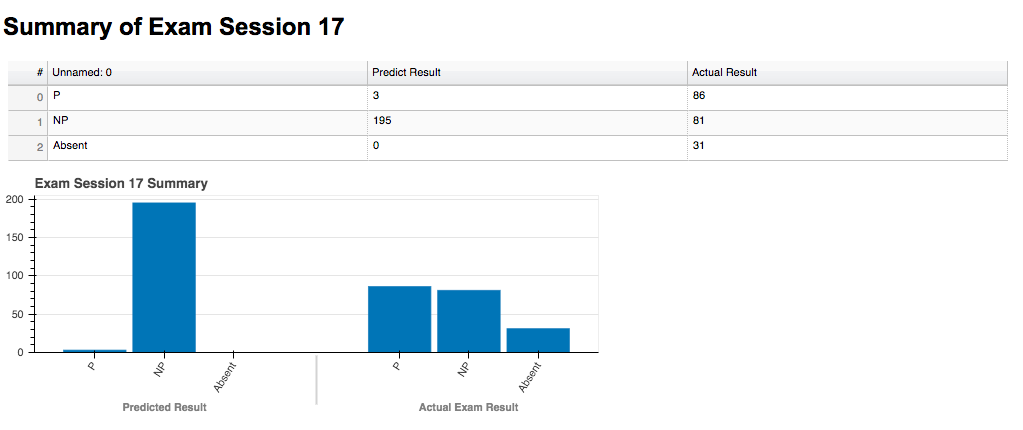 Summary of Exam Session 17
# Unnamed: 0 Predict Result Actual Result
0 P 3 86
1 NP 195 81
2 Absent 0 31
Exam Session 17 Summary
200
150
100
50
0
P NP Absent P NP Absent
Predicted Result Actual Exam Result